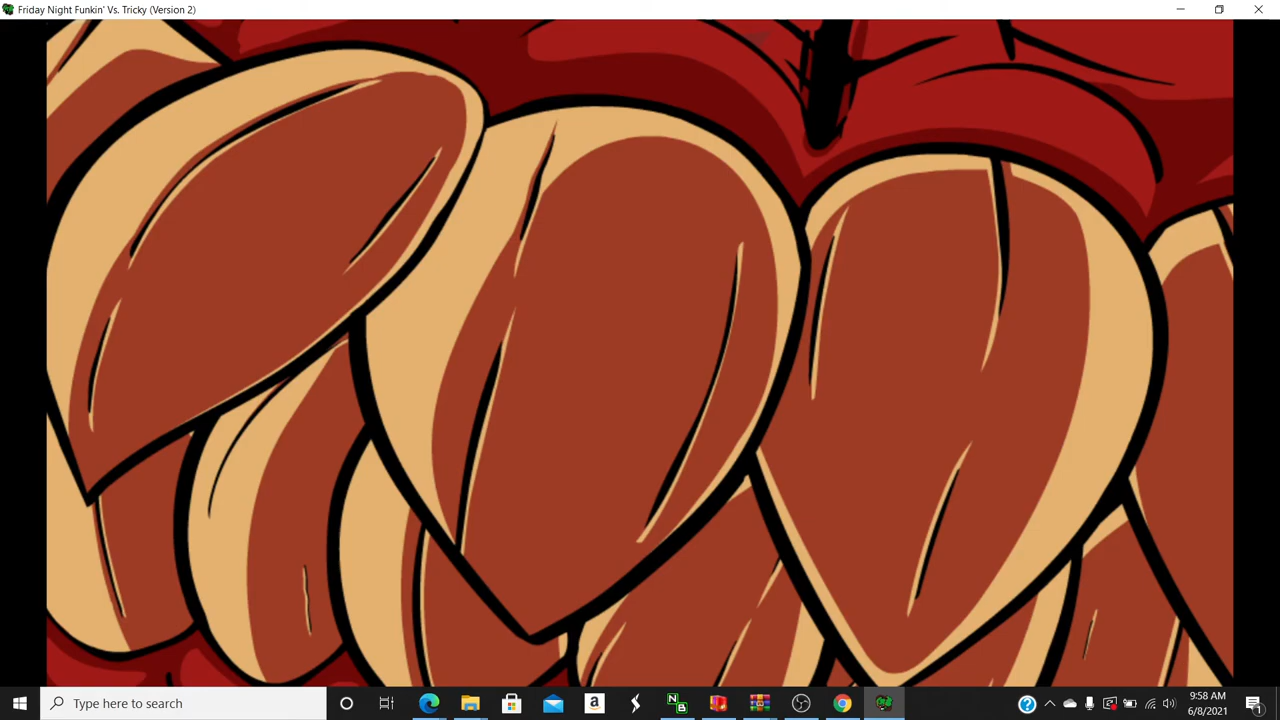 Friday Night Funkin' Vs. Tricky (Version 2)
Type here to search
9:58 AM
6/8/2021